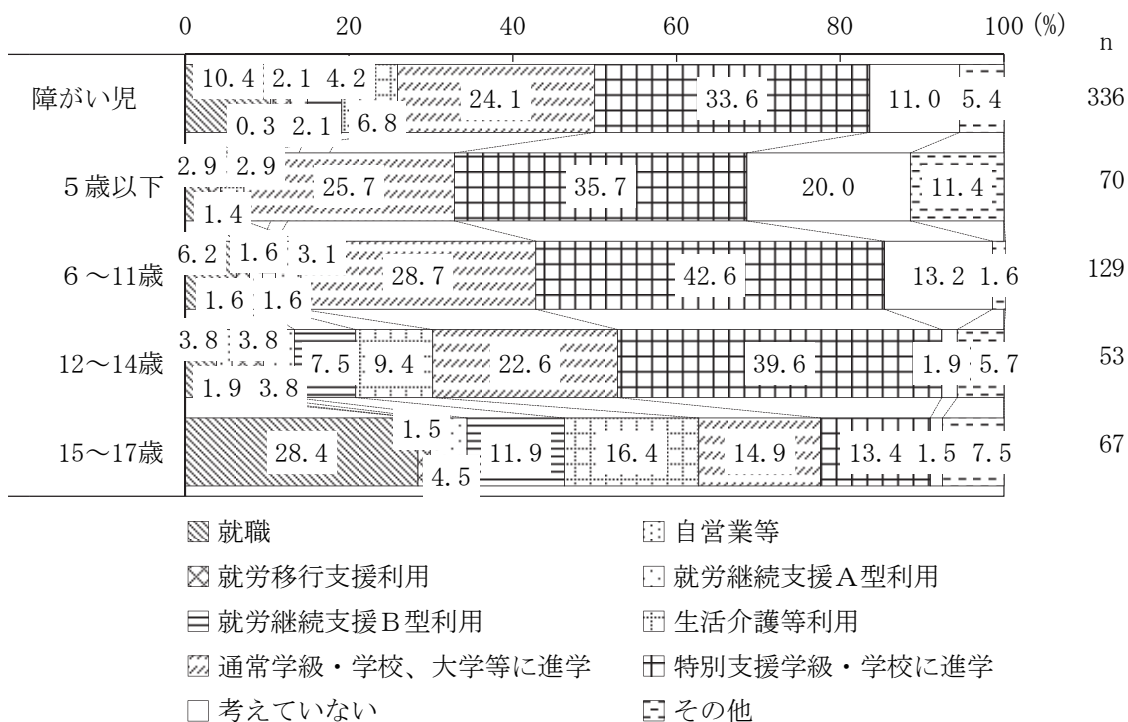 0 20 40 60 80 100 (%)
n
障がい児 10.4 2.1 4.2 24.1 33.6 11.0 5.4 336
0.3 2.1 6.8
５歳以下 2.9 2.9 25.7 35.7 20.0 11.4 70
1.4
６～11歳 6.2 1.6 3.1 28.7 42.6 13.2 1.6 129
1.6 1.6
12～14歳 3.8 3.8 7.5 9.4 22.6 39.6 1.9 5.7 53
1.9 3.8
15～17歳 28.4 1.5 11.9 16.4 14.9 13.4 1.5 7.5 67
4.5
就職 自営業等
就労移行支援利用 就労継続支援Ａ型利用
就労継続支援Ｂ型利用 生活介護等利用
通常学級・学校、大学等に進学 特別支援学級・学校に進学
考えていない その他